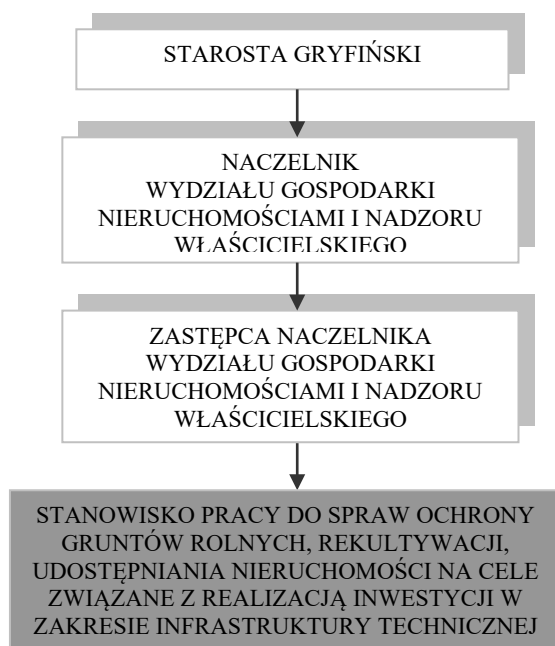 STAROSTA GRYFIŃSKI
NACZELNIK
WYDZIAŁU GOSPODARKI
NIERUCHOMOŚCIAMI I NADZORU
WŁAŚCICIELSKIEGO
ZASTĘPCA NACZELNIKA
WYDZIAŁU GOSPODARKI
NIERUCHOMOŚCIAMI I NADZORU
WŁAŚCICIELSKIEGO
STANOWISKO PRACY DO SPRAW OCHRONY
GRUNTÓW ROLNYCH, REKULTYWACJI,
UDOSTĘPNIANIA NIERUCHOMOŚCI NA CELE
ZWIĄZANE Z REALIZACJĄ INWESTYCJI W
ZAKRESIE INFRASTRUKTURY TECHNICZNEJ